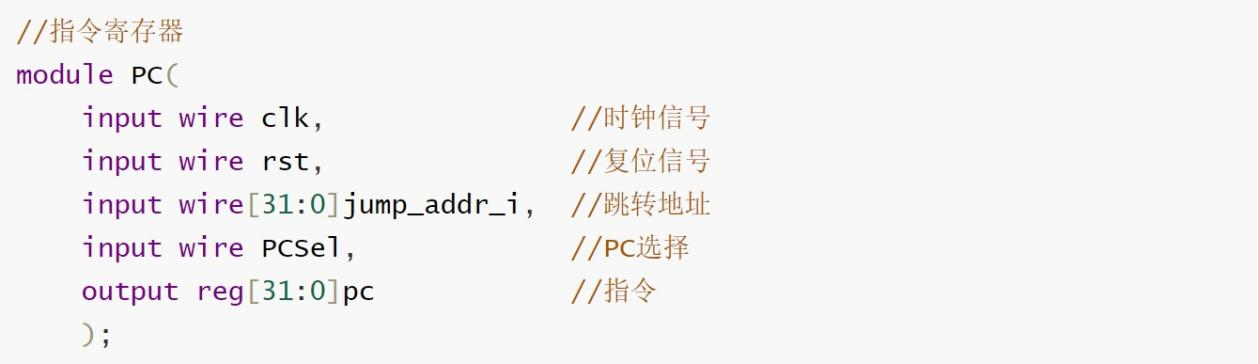 //指令寄存器
module PC(
    input wire clk,               //时钟信号
    input wire rst,               //复位信号
    input wire[31:0]jump_addr_i,  //跳转地址
    input wire PCSel,             //PC选择
    output reg[31:0]pc            //指令
    );